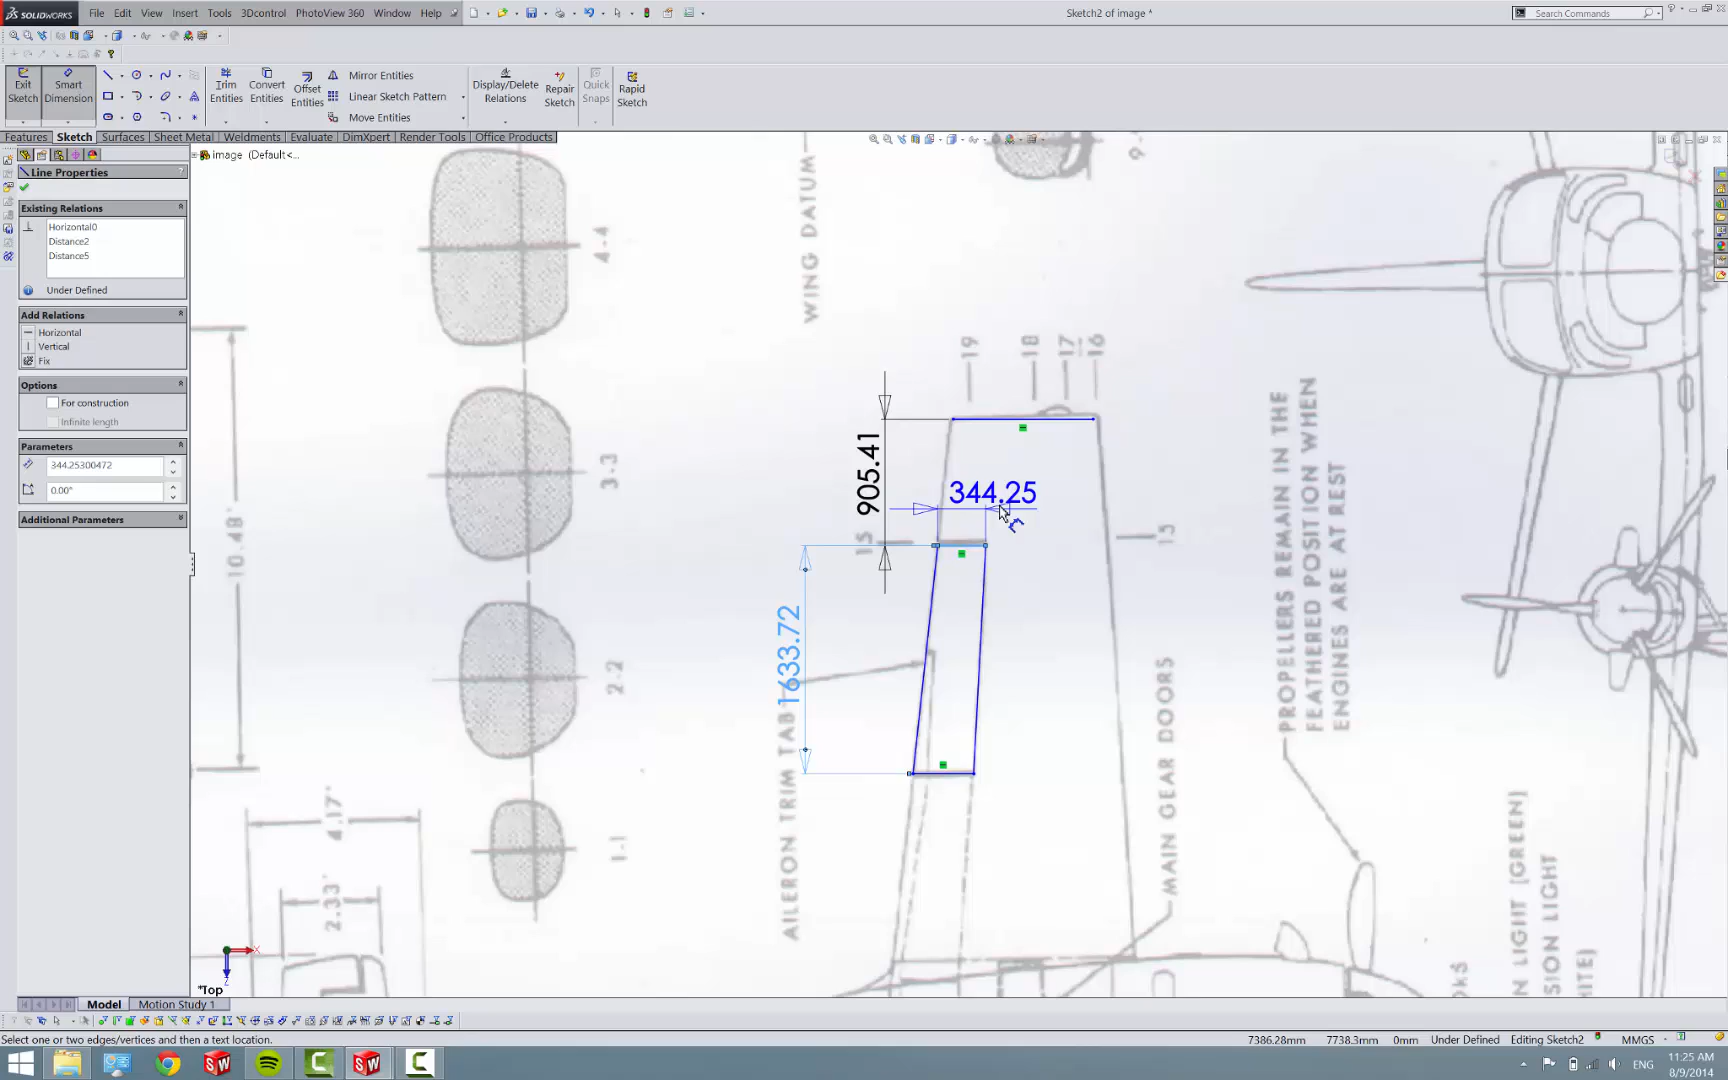 SOLIDWORKS
File Edit View Insert Tools 3Dcontrol PhotoView 360 Window Help
Sketch2 of image *
Search Commands
Exit Sketch
Smart Dimension
Trim Entities
Convert Entities
Offset Entities
Mirror Entities
Linear Sketch Pattern
Move Entities
Display/Delete Relations
Repair Sketch
Quick Snaps
Rapid Sketch
Features Sketch Surfaces Sheet Metal Weldments Evaluate DimXpert Render Tools Office Products
image (Default<...
Line Properties
Existing Relations
Horizontal0
Distance2
Distance5
Under Defined
Add Relations
Horizontal
Vertical
Fix
Options
For construction
Infinite length
Parameters
344.25300472
0.00°
Additional Parameters
4-4
3-3
2-2
1-1
10.48'
4.17'
2.33'
WING DATUM
19
18
17
16
15
15
905.41
344.25
1633.72
AILERON TRIM TAB
MAIN GEAR DOORS
PROPELLERS REMAIN IN THE
FEATHERED POSITION WHEN
ENGINES ARE AT REST
N LIGHT [GREEN]
SION LIGHT
*Top
Model Motion Study 1
Select one or two edges/vertices and then a text location.
7386.28mm 7738.3mm 0mm Under Defined Editing Sketch2 MMGS
ENG
11:25 AM
8/9/2014